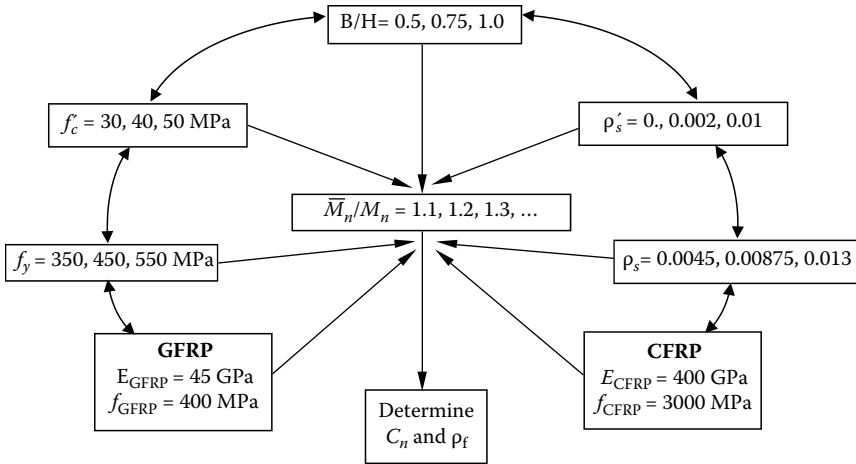 B/H= 0.5, 0.75, 1.0
f′c = 30, 40, 50 MPa
ρ′s = 0., 0.002, 0.01
M̅n/Mn = 1.1, 1.2, 1.3, ...
fy = 350, 450, 550 MPa
ρs= 0.0045, 0.00875, 0.013
GFRP
EGFRP = 45 GPa
fGFRP = 400 MPa
CFRP
ECFRP = 400 GPa
fCFRP = 3000 MPa
Determine
Cn and ρf